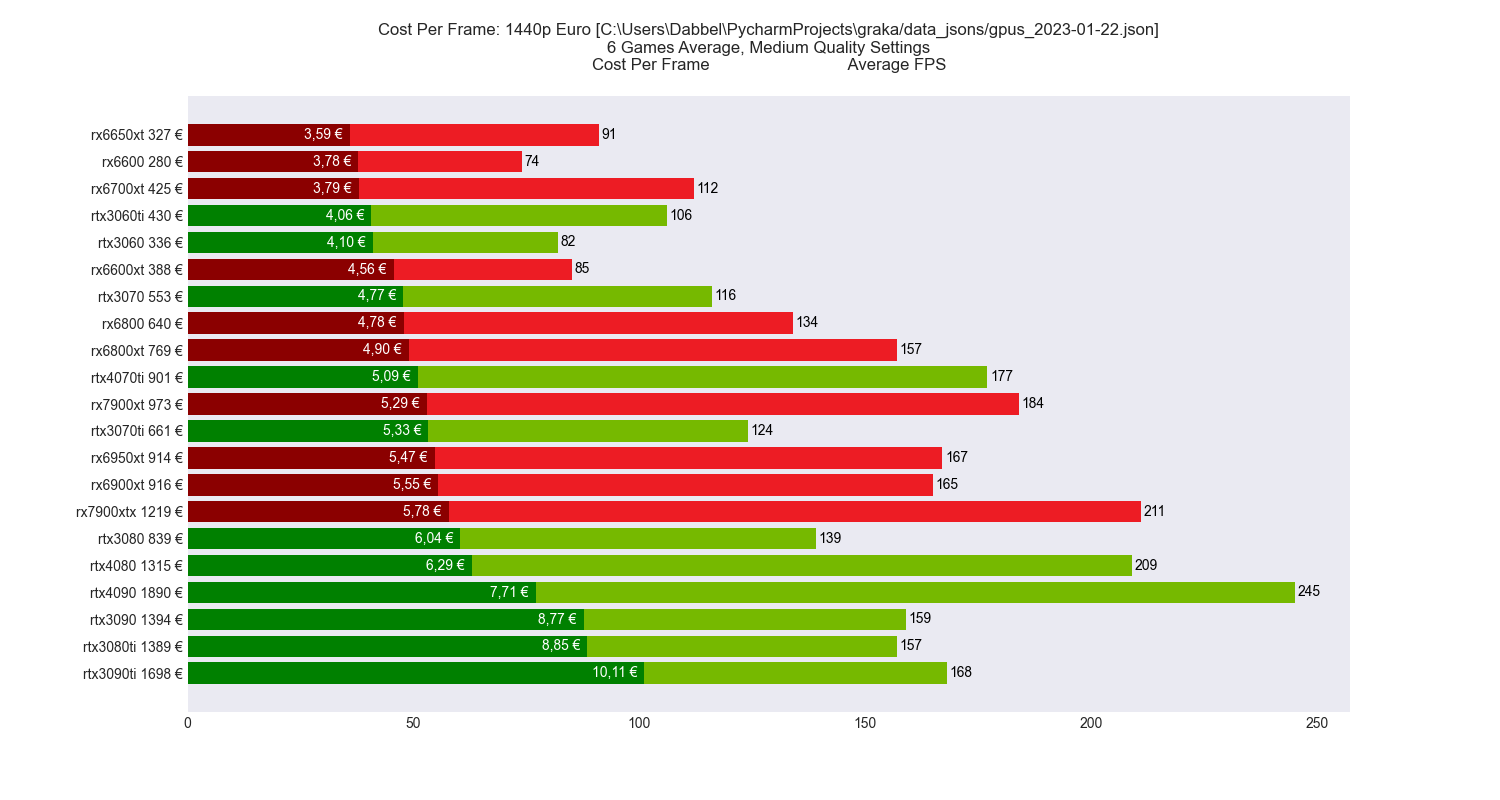 Cost Per Frame: 1440p Euro [C:\Users\Dabbel\PycharmProjects\graka/data_jsons/gpus_2023-01-22.json]
6 Games Average, Medium Quality Settings
Cost Per Frame Average FPS
rx6650xt 327 € 3,59 € 91
rx6600 280 € 3,78 € 74
rx6700xt 425 € 3,79 € 112
rtx3060ti 430 € 4,06 € 106
rtx3060 336 € 4,10 € 82
rx6600xt 388 € 4,56 € 85
rtx3070 553 € 4,77 € 116
rx6800 640 € 4,78 € 134
rx6800xt 769 € 4,90 € 157
rtx4070ti 901 € 5,09 € 177
rx7900xt 973 € 5,29 € 184
rtx3070ti 661 € 5,33 € 124
rx6950xt 914 € 5,47 € 167
rx6900xt 916 € 5,55 € 165
rx7900xtx 1219 € 5,78 € 211
rtx3080 839 € 6,04 € 139
rtx4080 1315 € 6,29 € 209
rtx4090 1890 € 7,71 € 245
rtx3090 1394 € 8,77 € 159
rtx3080ti 1389 € 8,85 € 157
rtx3090ti 1698 € 10,11 € 168
0 50 100 150 200 250